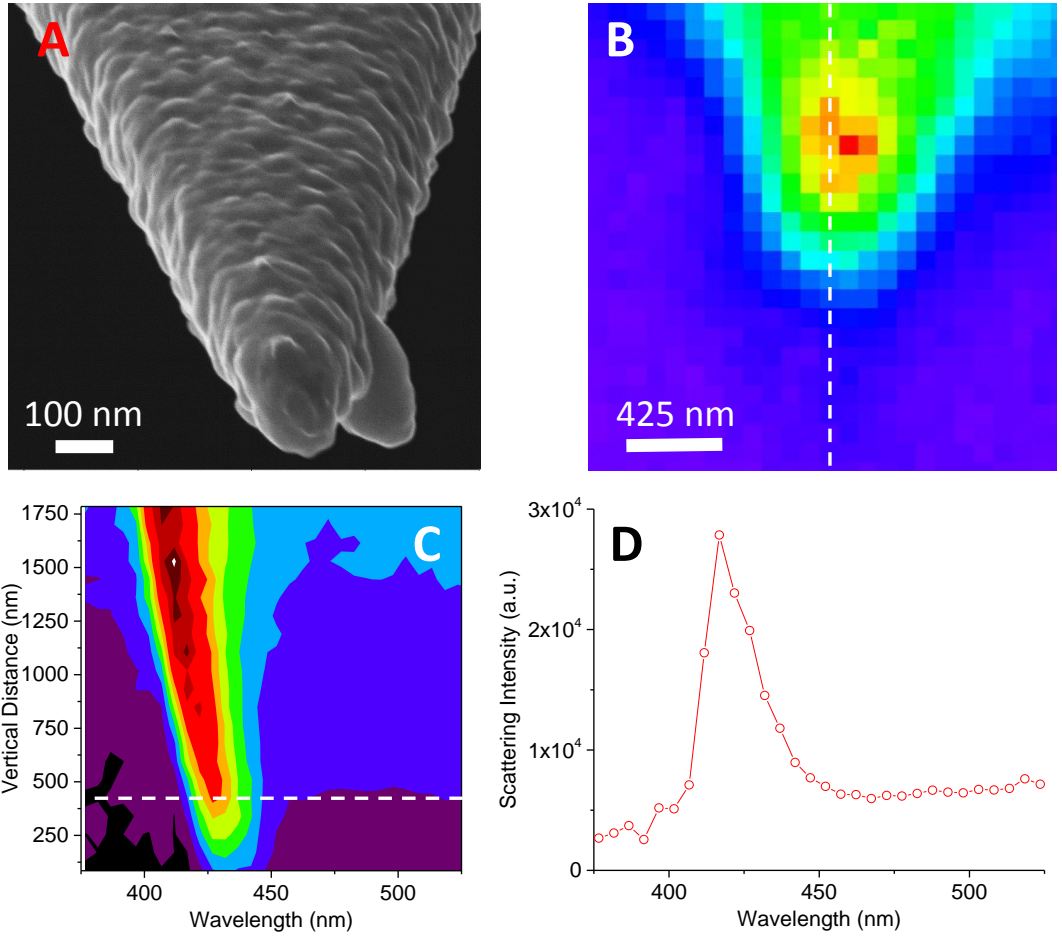 A
100 nm
B
425 nm
C
1750
1500
1250
1000
750
500
250
Vertical Distance (nm)
400
450
500
Wavelength (nm)
D
3x10⁴
2x10⁴
1x10⁴
0
Scattering Intensity (a.u.)
400
450
500
Wavelength (nm)